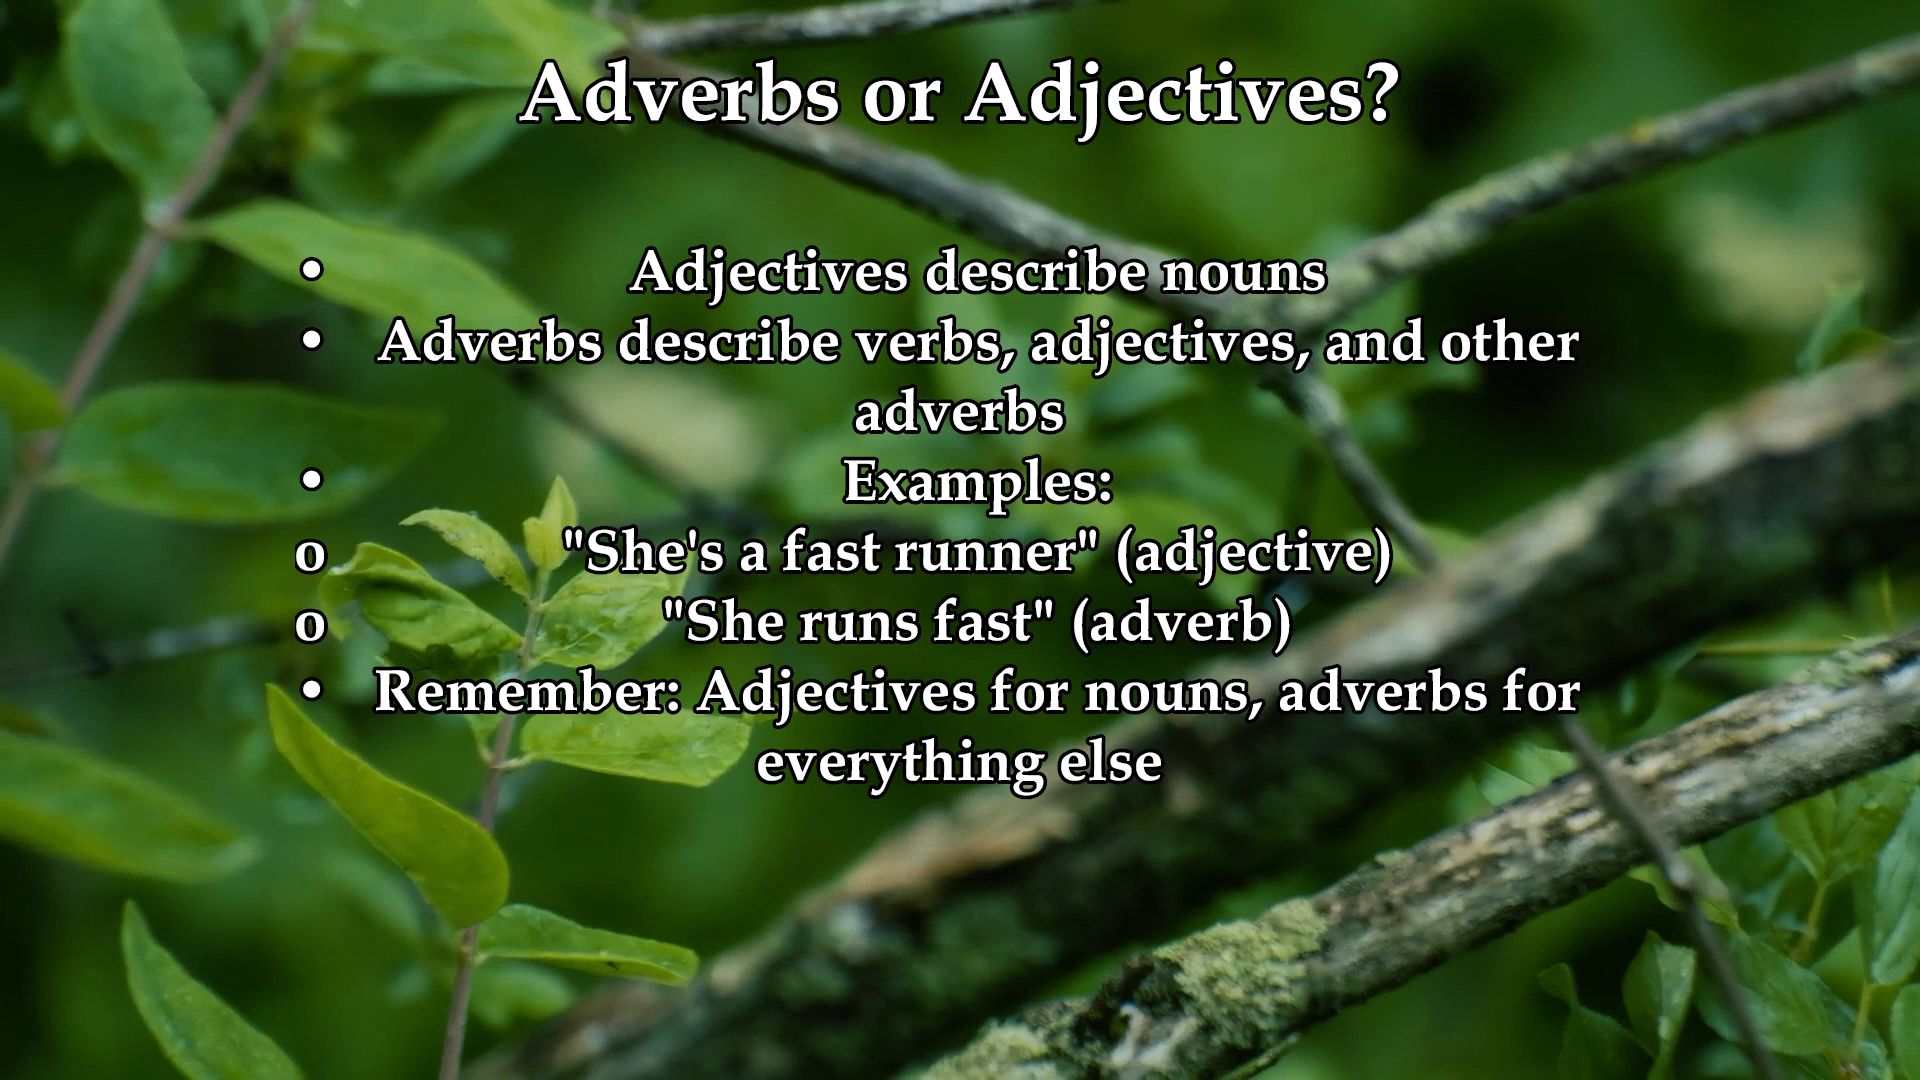 Adverbs or Adjectives?
• Adjectives describe nouns
• Adverbs describe verbs, adjectives, and other
adverbs
• Examples:
o "She's a fast runner" (adjective)
o "She runs fast" (adverb)
• Remember: Adjectives for nouns, adverbs for
everything else